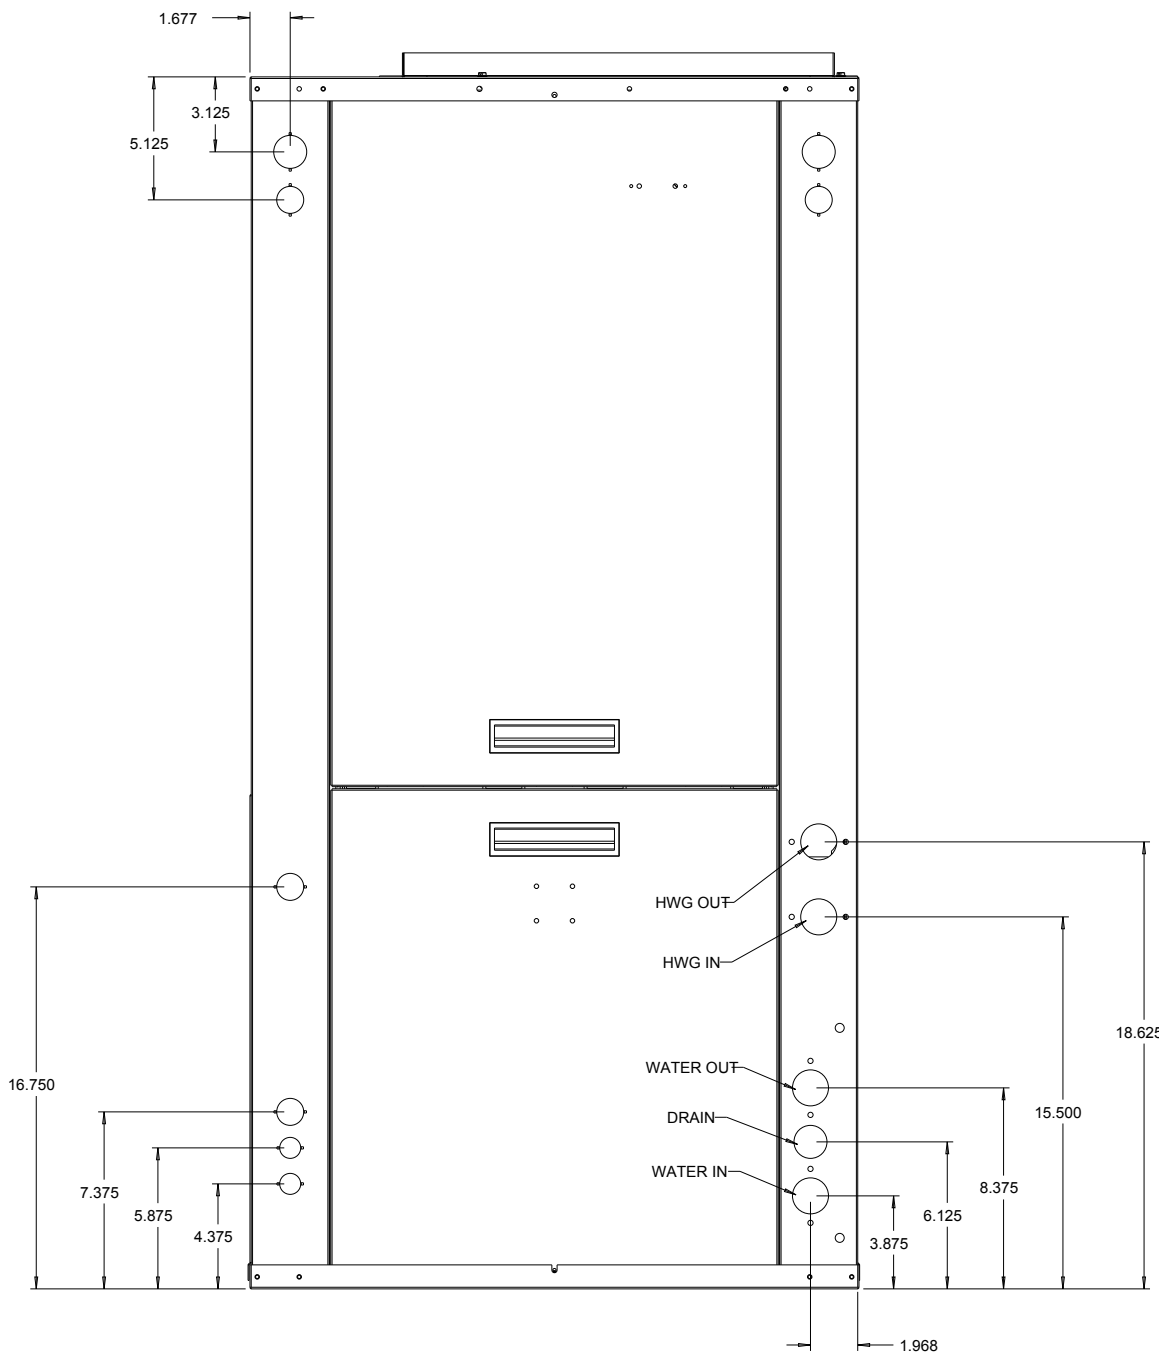 1.677
3.125
5.125
HWG OUT
HWG IN
18.625
WATER OUT
16.750
15.500
DRAIN
WATER IN
8.375
7.375
5.875
6.125
4.375
3.875
1.968